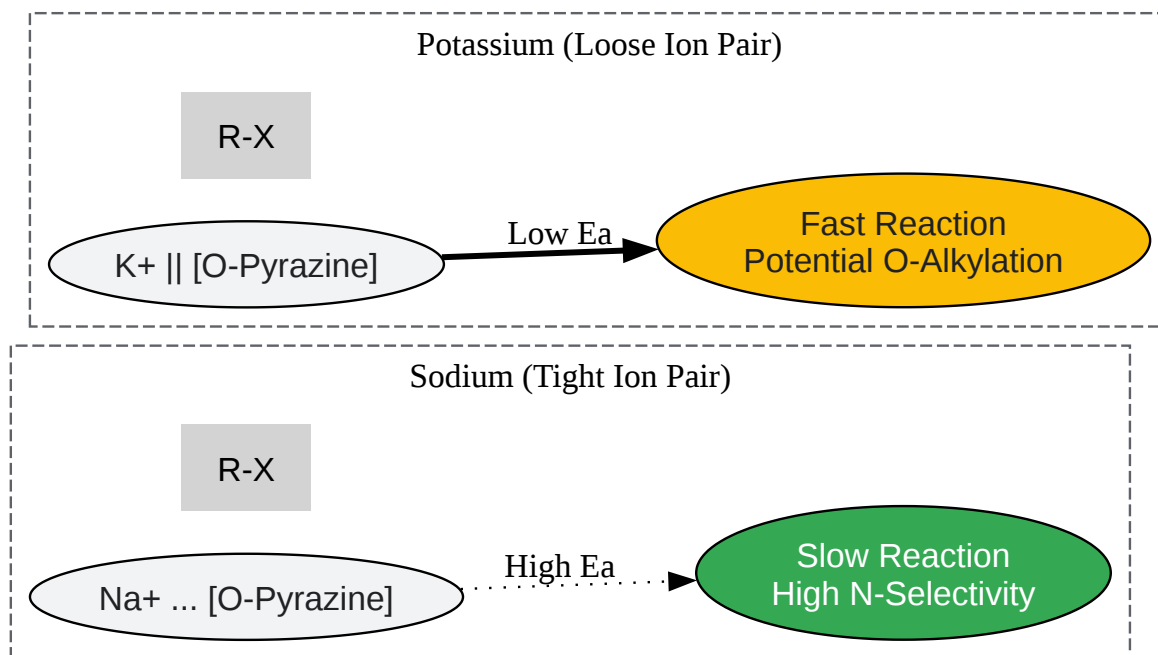 Potassium (Loose Ion Pair)
R-X
K+ || [O-Pyrazine]
Low Ea
Fast Reaction
Potential O-Alkylation
Sodium (Tight Ion Pair)
R-X
Na+ ... [O-Pyrazine]
High Ea
Slow Reaction
High N-Selectivity